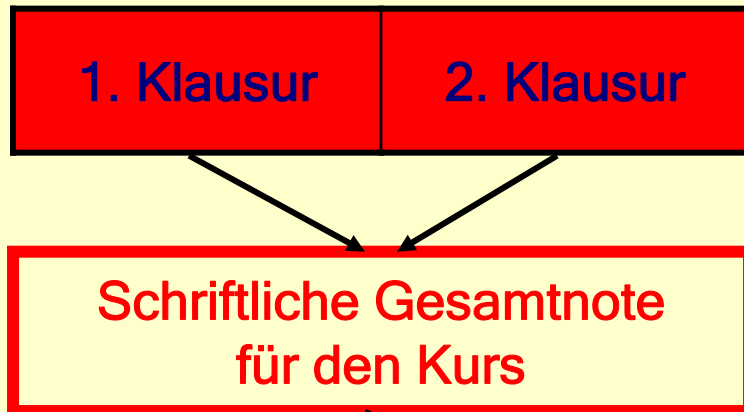 1. Klausur
2. Klausur
Schriftliche Gesamtnote
für den Kurs